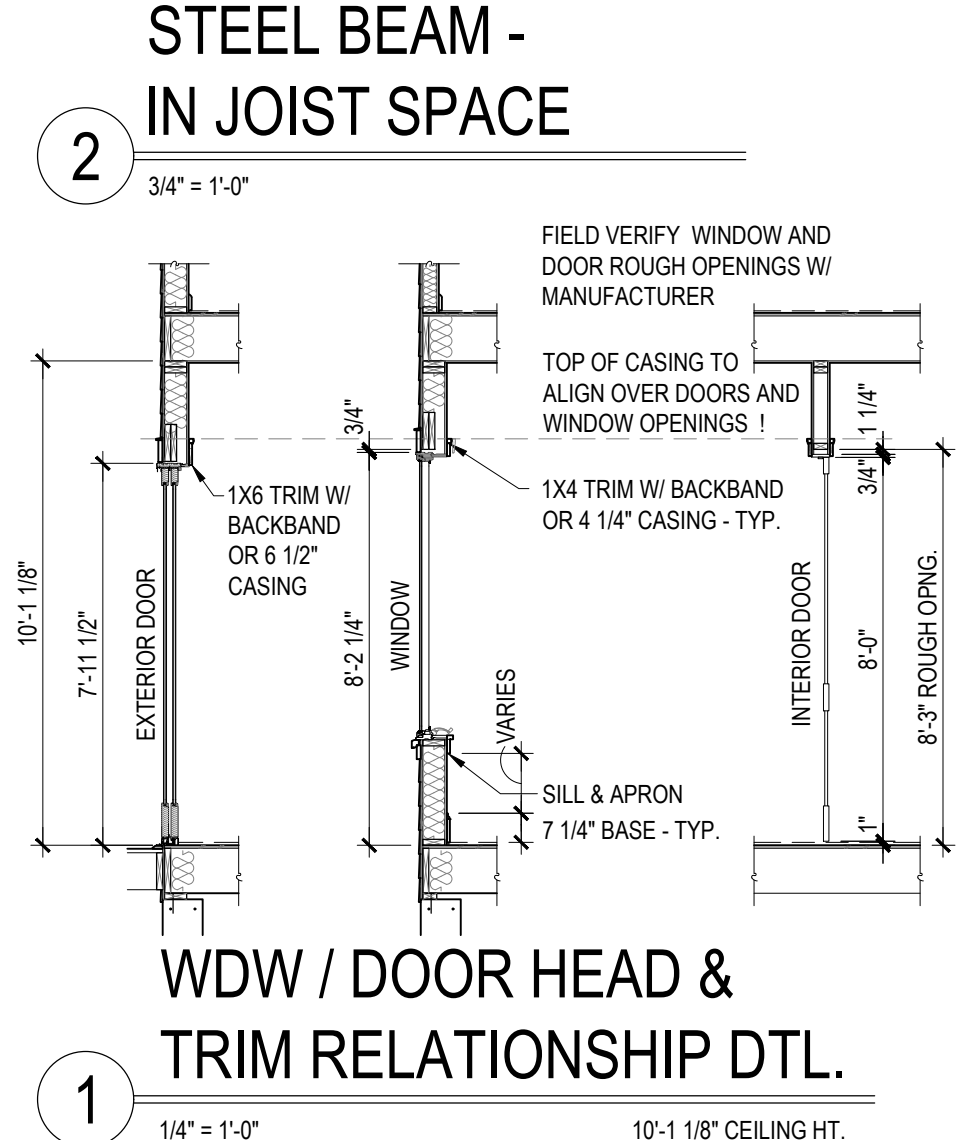 STEEL BEAM -
IN JOIST SPACE
2
3/4" = 1'-0"
FIELD VERIFY WINDOW AND
DOOR ROUGH OPENINGS W/
MANUFACTURER
TOP OF CASING TO
ALIGN OVER DOORS AND
WINDOW OPENINGS !
10'-1 1/8"
7'-11 1/2"
EXTERIOR DOOR
1X6 TRIM W/
BACKBAND
OR 6 1/2"
CASING
3/4"
8'-2 1/4"
WINDOW
1X4 TRIM W/ BACKBAND
OR 4 1/4" CASING - TYP.
VARIES
SILL & APRON
7 1/4" BASE - TYP.
INTERIOR DOOR
1 1/4"
3/4"
8'-0"
1"
8'-3" ROUGH OPNG.
WDW / DOOR HEAD &
TRIM RELATIONSHIP DTL.
1
1/4" = 1'-0"
10'-1 1/8" CEILING HT.